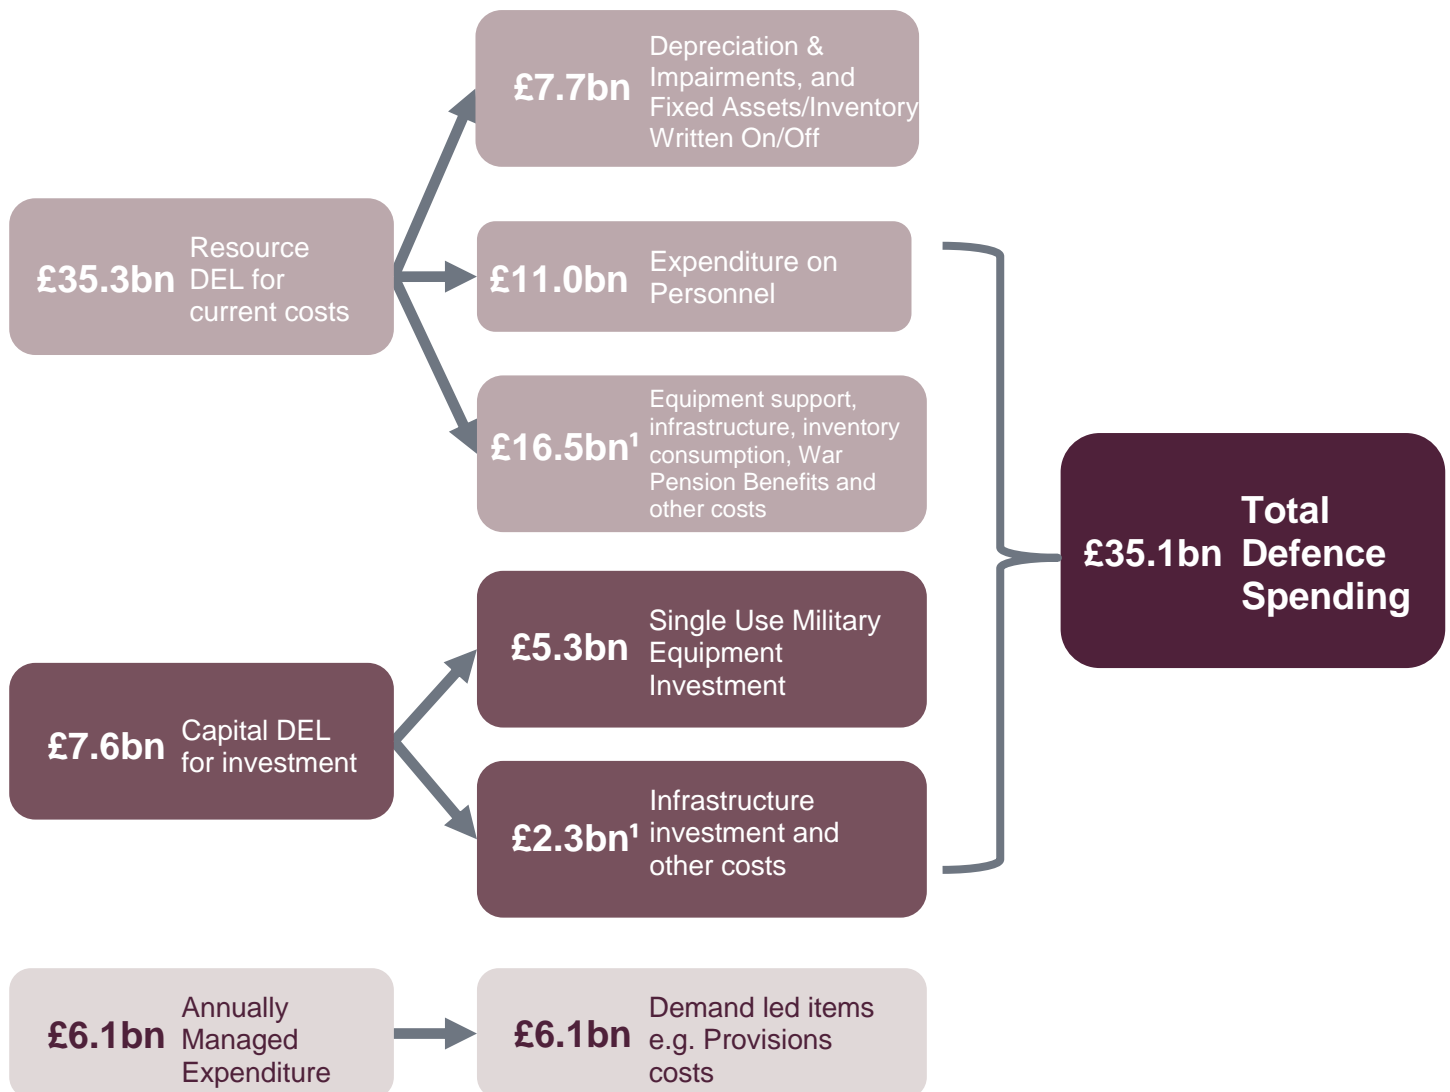 £7.7bn
Depreciation &
Impairments, and
Fixed Assets/Inventory
Written On/Off
£35.3bn
Resource
DEL for
current costs
£11.0bn
Expenditure on
Personnel
£16.5bn¹
Equipment support,
infrastructure, inventory
consumption, War
Pension Benefits and
other costs
£35.1bn
Total
Defence
Spending
£5.3bn
Single Use Military
Equipment
Investment
£7.6bn
Capital DEL
for investment
£2.3bn¹
Infrastructure
investment and
other costs
£6.1bn
Annually
Managed
Expenditure
£6.1bn
Demand led items
e.g. Provisions
costs